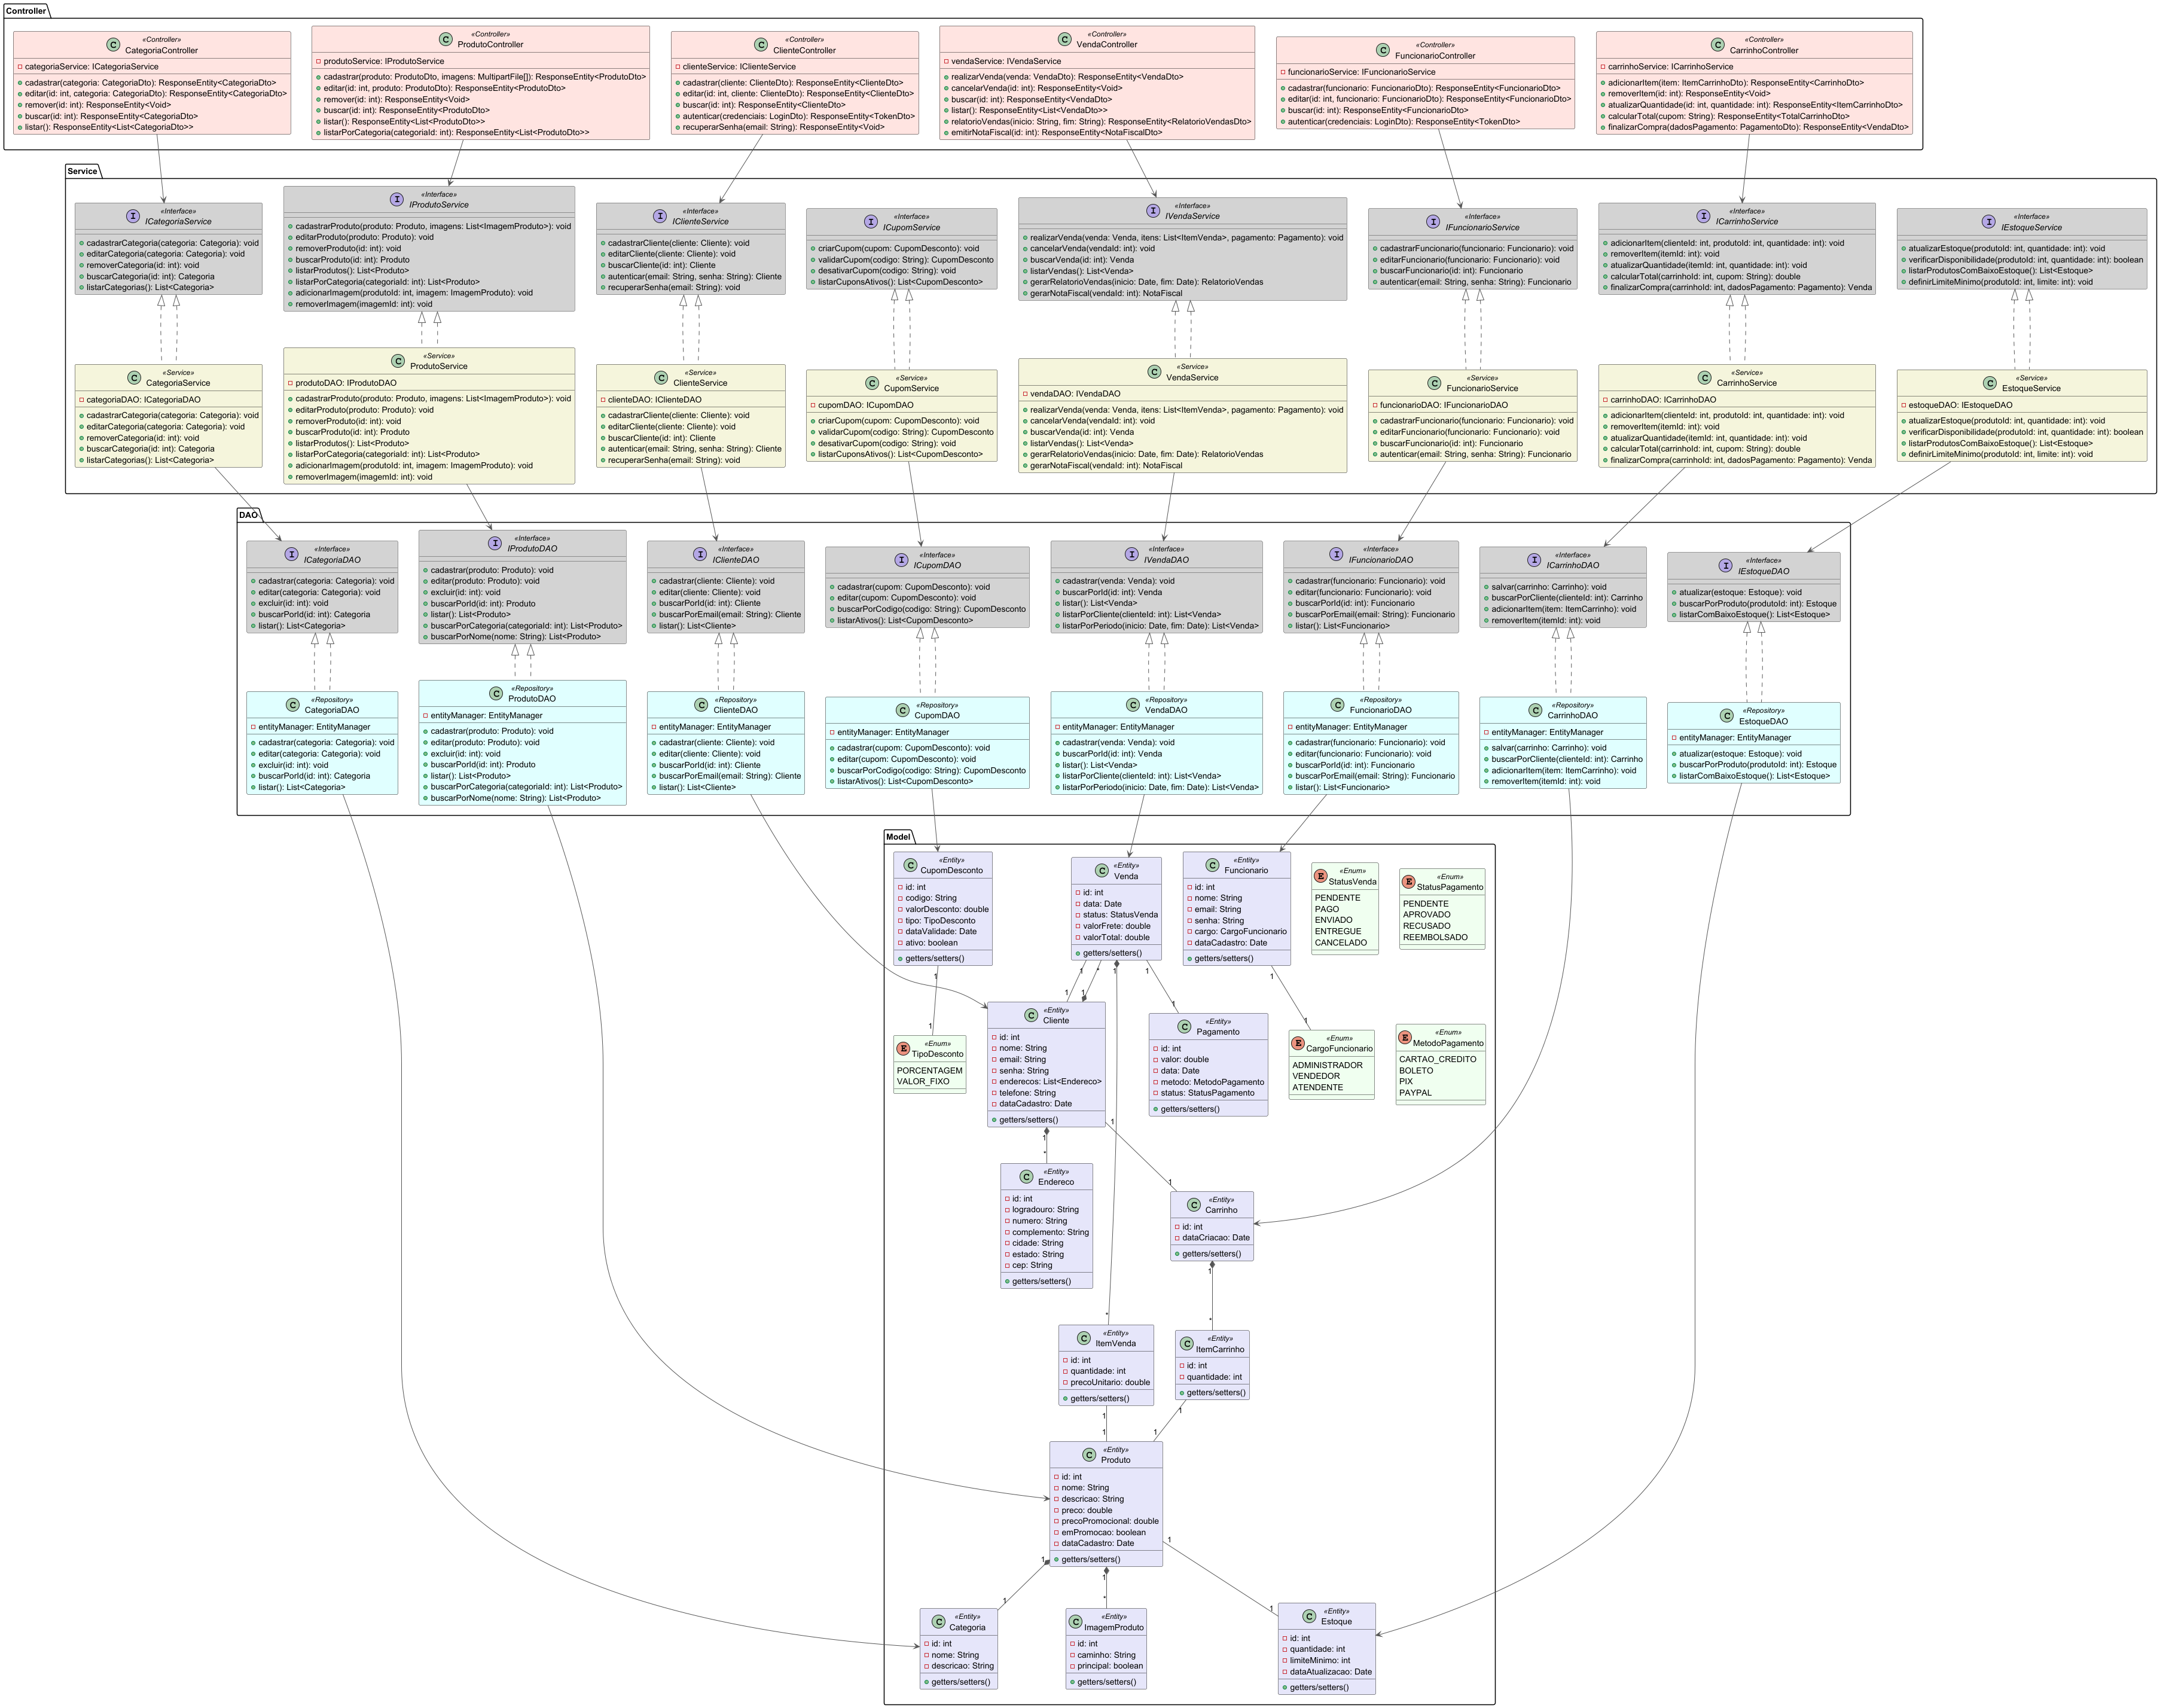 Controller
«Controller»
C CategoriaController
categoriaService: ICategoriaService
cadastrar(categoria: CategoriaDto): ResponseEntity<CategoriaDto>
editar(id: int, categoria: CategoriaDto): ResponseEntity<CategoriaDto>
remover(id: int): ResponseEntity<Void>
buscar(id: int): ResponseEntity<CategoriaDto>
listar(): ResponseEntity<List<CategoriaDto>>
«Controller»
C ProdutoController
produtoService: IProdutoService
cadastrar(produto: ProdutoDto, imagens: MultipartFile[]): ResponseEntity<ProdutoDto>
editar(id: int, produto: ProdutoDto): ResponseEntity<ProdutoDto>
remover(id: int): ResponseEntity<Void>
buscar(id: int): ResponseEntity<ProdutoDto>
listar(): ResponseEntity<List<ProdutoDto>>
listarPorCategoria(categoriaId: int): ResponseEntity<List<ProdutoDto>>
«Controller»
C ClienteController
clienteService: IClienteService
cadastrar(cliente: ClienteDto): ResponseEntity<ClienteDto>
editar(id: int, cliente: ClienteDto): ResponseEntity<ClienteDto>
buscar(id: int): ResponseEntity<ClienteDto>
autenticar(credenciais: LoginDto): ResponseEntity<TokenDto>
recuperarSenha(email: String): ResponseEntity<Void>
«Controller»
C VendaController
vendaService: IVendaService
realizarVenda(venda: VendaDto): ResponseEntity<VendaDto>
cancelarVenda(id: int): ResponseEntity<Void>
buscar(id: int): ResponseEntity<VendaDto>
listar(): ResponseEntity<List<VendaDto>>
relatorioVendas(inicio: String, fim: String): ResponseEntity<RelatorioVendasDto>
emitirNotaFiscal(id: int): ResponseEntity<NotaFiscalDto>
«Controller»
C FuncionarioController
funcionarioService: IFuncionarioService
cadastrar(funcionario: FuncionarioDto): ResponseEntity<FuncionarioDto>
editar(id: int, funcionario: FuncionarioDto): ResponseEntity<FuncionarioDto>
buscar(id: int): ResponseEntity<FuncionarioDto>
autenticar(credenciais: LoginDto): ResponseEntity<TokenDto>
«Controller»
C CarrinhoController
carrinhoService: ICarrinhoService
adicionarItem(item: ItemCarrinhoDto): ResponseEntity<CarrinhoDto>
removerItem(id: int): ResponseEntity<Void>
atualizarQuantidade(id: int, quantidade: int): ResponseEntity<ItemCarrinhoDto>
calcularTotal(cupom: String): ResponseEntity<TotalCarrinhoDto>
finalizarCompra(dadosPagamento: PagamentoDto): ResponseEntity<VendaDto>
Service
«Interface»
I ICategoriaService
cadastrarCategoria(categoria: Categoria): void
editarCategoria(categoria: Categoria): void
removerCategoria(id: int): void
buscarCategoria(id: int): Categoria
listarCategorias(): List<Categoria>
«Interface»
I IProdutoService
cadastrarProduto(produto: Produto, imagens: List<ImagemProduto>): void
editarProduto(produto: Produto): void
removerProduto(id: int): void
buscarProduto(id: int): Produto
listarProdutos(): List<Produto>
listarPorCategoria(categoriaId: int): List<Produto>
adicionarImagem(produtoId: int, imagem: ImagemProduto): void
removerImagem(imagemId: int): void
«Interface»
I IClienteService
cadastrarCliente(cliente: Cliente): void
editarCliente(cliente: Cliente): void
buscarCliente(id: int): Cliente
autenticar(email: String, senha: String): Cliente
recuperarSenha(email: String): void
«Interface»
I ICupomService
criarCupom(cupom: CupomDesconto): void
validarCupom(codigo: String): CupomDesconto
desativarCupom(codigo: String): void
listarCuponsAtivos(): List<CupomDesconto>
«Interface»
I IVendaService
realizarVenda(venda: Venda, itens: List<ItemVenda>, pagamento: Pagamento): void
cancelarVenda(vendaId: int): void
buscarVenda(id: int): Venda
listarVendas(): List<Venda>
gerarRelatorioVendas(inicio: Date, fim: Date): RelatorioVendas
gerarNotaFiscal(vendaId: int): NotaFiscal
«Interface»
I IFuncionarioService
cadastrarFuncionario(funcionario: Funcionario): void
editarFuncionario(funcionario: Funcionario): void
buscarFuncionario(id: int): Funcionario
autenticar(email: String, senha: String): Funcionario
«Interface»
I ICarrinhoService
adicionarItem(clienteId: int, produtoId: int, quantidade: int): void
removerItem(itemId: int): void
atualizarQuantidade(itemId: int, quantidade: int): void
calcularTotal(carrinhoId: int, cupom: String): double
finalizarCompra(carrinhoId: int, dadosPagamento: Pagamento): Venda
«Interface»
I IEstoqueService
atualizarEstoque(produtoId: int, quantidade: int): void
verificarDisponibilidade(produtoId: int, quantidade: int): boolean
listarProdutosComBaixoEstoque(): List<Estoque>
definirLimiteMinimo(produtoId: int, limite: int): void
«Service»
C CategoriaService
categoriaDAO: ICategoriaDAO
cadastrarCategoria(categoria: Categoria): void
editarCategoria(categoria: Categoria): void
removerCategoria(id: int): void
buscarCategoria(id: int): Categoria
listarCategorias(): List<Categoria>
«Service»
C ProdutoService
produtoDAO: IProdutoDAO
cadastrarProduto(produto: Produto, imagens: List<ImagemProduto>): void
editarProduto(produto: Produto): void
removerProduto(id: int): void
buscarProduto(id: int): Produto
listarProdutos(): List<Produto>
listarPorCategoria(categoriaId: int): List<Produto>
adicionarImagem(produtoId: int, imagem: ImagemProduto): void
removerImagem(imagemId: int): void
«Service»
C ClienteService
clienteDAO: IClienteDAO
cadastrarCliente(cliente: Cliente): void
editarCliente(cliente: Cliente): void
buscarCliente(id: int): Cliente
autenticar(email: String, senha: String): Cliente
recuperarSenha(email: String): void
«Service»
C CupomService
cupomDAO: ICupomDAO
criarCupom(cupom: CupomDesconto): void
validarCupom(codigo: String): CupomDesconto
desativarCupom(codigo: String): void
listarCuponsAtivos(): List<CupomDesconto>
«Service»
C VendaService
vendaDAO: IVendaDAO
realizarVenda(venda: Venda, itens: List<ItemVenda>, pagamento: Pagamento): void
cancelarVenda(vendaId: int): void
buscarVenda(id: int): Venda
listarVendas(): List<Venda>
gerarRelatorioVendas(inicio: Date, fim: Date): RelatorioVendas
gerarNotaFiscal(vendaId: int): NotaFiscal
«Service»
C FuncionarioService
funcionarioDAO: IFuncionarioDAO
cadastrarFuncionario(funcionario: Funcionario): void
editarFuncionario(funcionario: Funcionario): void
buscarFuncionario(id: int): Funcionario
autenticar(email: String, senha: String): Funcionario
«Service»
C CarrinhoService
carrinhoDAO: ICarrinhoDAO
adicionarItem(clienteId: int, produtoId: int, quantidade: int): void
removerItem(itemId: int): void
atualizarQuantidade(itemId: int, quantidade: int): void
calcularTotal(carrinhoId: int, cupom: String): double
finalizarCompra(carrinhoId: int, dadosPagamento: Pagamento): Venda
«Service»
C EstoqueService
estoqueDAO: IEstoqueDAO
atualizarEstoque(produtoId: int, quantidade: int): void
verificarDisponibilidade(produtoId: int, quantidade: int): boolean
listarProdutosComBaixoEstoque(): List<Estoque>
definirLimiteMinimo(produtoId: int, limite: int): void
DAO
«Interface»
I ICategoriaDAO
cadastrar(categoria: Categoria): void
editar(categoria: Categoria): void
excluir(id: int): void
buscarPorId(id: int): Categoria
listar(): List<Categoria>
«Interface»
I IProdutoDAO
cadastrar(produto: Produto): void
editar(produto: Produto): void
excluir(id: int): void
buscarPorId(id: int): Produto
listar(): List<Produto>
buscarPorCategoria(categoriaId: int): List<Produto>
buscarPorNome(nome: String): List<Produto>
«Interface»
I IClienteDAO
cadastrar(cliente: Cliente): void
editar(cliente: Cliente): void
buscarPorId(id: int): Cliente
buscarPorEmail(email: String): Cliente
listar(): List<Cliente>
«Interface»
I ICupomDAO
cadastrar(cupom: CupomDesconto): void
editar(cupom: CupomDesconto): void
buscarPorCodigo(codigo: String): CupomDesconto
listarAtivos(): List<CupomDesconto>
«Interface»
I IVendaDAO
cadastrar(venda: Venda): void
buscarPorId(id: int): Venda
listar(): List<Venda>
listarPorCliente(clienteId: int): List<Venda>
listarPorPeriodo(inicio: Date, fim: Date): List<Venda>
«Interface»
I IFuncionarioDAO
cadastrar(funcionario: Funcionario): void
editar(funcionario: Funcionario): void
buscarPorId(id: int): Funcionario
buscarPorEmail(email: String): Funcionario
listar(): List<Funcionario>
«Interface»
I ICarrinhoDAO
salvar(carrinho: Carrinho): void
buscarPorCliente(clienteId: int): Carrinho
adicionarItem(item: ItemCarrinho): void
removerItem(itemId: int): void
«Interface»
I IEstoqueDAO
atualizar(estoque: Estoque): void
buscarPorProduto(produtoId: int): Estoque
listarComBaixoEstoque(): List<Estoque>
«Repository»
C CategoriaDAO
entityManager: EntityManager
cadastrar(categoria: Categoria): void
editar(categoria: Categoria): void
excluir(id: int): void
buscarPorId(id: int): Categoria
listar(): List<Categoria>
«Repository»
C ProdutoDAO
entityManager: EntityManager
cadastrar(produto: Produto): void
editar(produto: Produto): void
excluir(id: int): void
buscarPorId(id: int): Produto
listar(): List<Produto>
buscarPorCategoria(categoriaId: int): List<Produto>
buscarPorNome(nome: String): List<Produto>
«Repository»
C ClienteDAO
entityManager: EntityManager
cadastrar(cliente: Cliente): void
editar(cliente: Cliente): void
buscarPorId(id: int): Cliente
buscarPorEmail(email: String): Cliente
listar(): List<Cliente>
«Repository»
C CupomDAO
entityManager: EntityManager
cadastrar(cupom: CupomDesconto): void
editar(cupom: CupomDesconto): void
buscarPorCodigo(codigo: String): CupomDesconto
listarAtivos(): List<CupomDesconto>
«Repository»
C VendaDAO
entityManager: EntityManager
cadastrar(venda: Venda): void
buscarPorId(id: int): Venda
listar(): List<Venda>
listarPorCliente(clienteId: int): List<Venda>
listarPorPeriodo(inicio: Date, fim: Date): List<Venda>
«Repository»
C FuncionarioDAO
entityManager: EntityManager
cadastrar(funcionario: Funcionario): void
editar(funcionario: Funcionario): void
buscarPorId(id: int): Funcionario
buscarPorEmail(email: String): Funcionario
listar(): List<Funcionario>
«Repository»
C CarrinhoDAO
entityManager: EntityManager
salvar(carrinho: Carrinho): void
buscarPorCliente(clienteId: int): Carrinho
adicionarItem(item: ItemCarrinho): void
removerItem(itemId: int): void
«Repository»
C EstoqueDAO
entityManager: EntityManager
atualizar(estoque: Estoque): void
buscarPorProduto(produtoId: int): Estoque
listarComBaixoEstoque(): List<Estoque>
Model
«Entity»
C CupomDesconto
id: int
codigo: String
valorDesconto: double
tipo: TipoDesconto
dataValidade: Date
ativo: boolean
getters/setters()
«Entity»
C Venda
id: int
data: Date
status: StatusVenda
valorFrete: double
valorTotal: double
getters/setters()
«Entity»
C Funcionario
id: int
nome: String
email: String
senha: String
cargo: CargoFuncionario
dataCadastro: Date
getters/setters()
«Enum»
E StatusVenda
PENDENTE
PAGO
ENVIADO
ENTREGUE
CANCELADO
«Enum»
E StatusPagamento
PENDENTE
APROVADO
RECUSADO
REEMBOLSADO
1
1 * 1 1
1
1 1
1
1
1
«Enum»
E TipoDesconto
PORCENTAGEM
VALOR_FIXO
«Entity»
C Cliente
id: int
nome: String
email: String
senha: String
enderecos: List<Endereco>
telefone: String
dataCadastro: Date
getters/setters()
«Entity»
C Pagamento
id: int
valor: double
data: Date
metodo: MetodoPagamento
status: StatusPagamento
getters/setters()
«Enum»
E CargoFuncionario
ADMINISTRADOR
VENDEDOR
ATENDENTE
«Enum»
E MetodoPagamento
CARTAO_CREDITO
BOLETO
PIX
PAYPAL
1
1
*
1
«Entity»
C Endereco
id: int
logradouro: String
numero: String
complemento: String
cidade: String
estado: String
cep: String
getters/setters()
«Entity»
C Carrinho
id: int
dataCriacao: Date
getters/setters()
1
*
*
«Entity»
C ItemVenda
id: int
quantidade: int
precoUnitario: double
getters/setters()
«Entity»
C ItemCarrinho
id: int
quantidade: int
getters/setters()
1
1
1
1
«Entity»
C Produto
id: int
nome: String
descricao: String
preco: double
precoPromocional: double
emPromocao: boolean
dataCadastro: Date
getters/setters()
1
1
1
1
*
1
«Entity»
C Categoria
id: int
nome: String
descricao: String
getters/setters()
«Entity»
C ImagemProduto
id: int
caminho: String
principal: boolean
getters/setters()
«Entity»
C Estoque
id: int
quantidade: int
limiteMinimo: int
dataAtualizacao: Date
getters/setters()